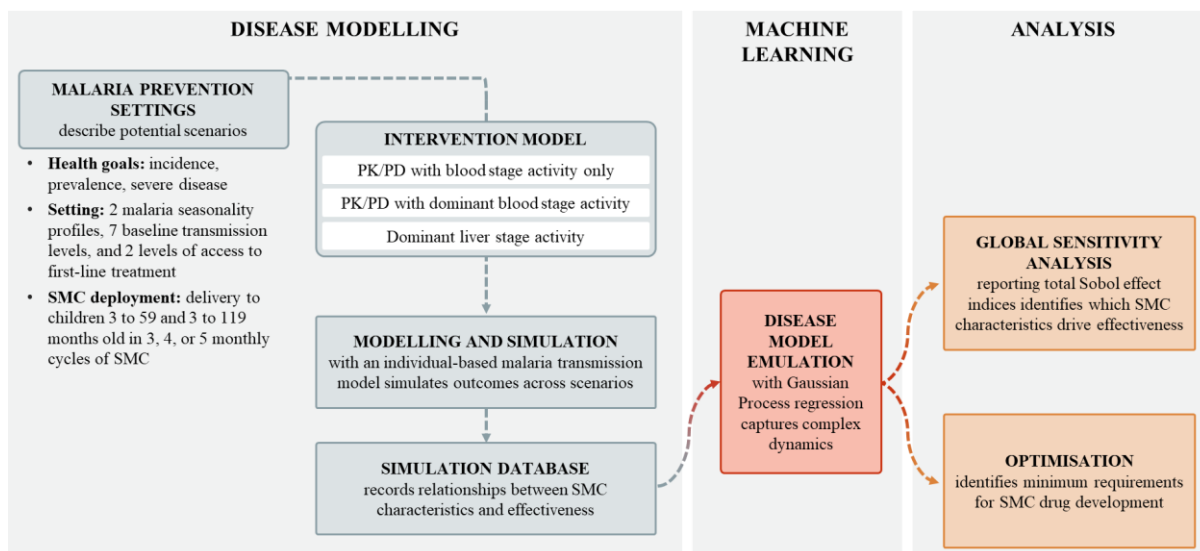 DISEASE MODELLING
MALARIA PREVENTION
SETTINGS
describe potential scenarios
• Health goals: incidence,
prevalence, severe disease
• Setting: 2 malaria seasonality
profiles, 7 baseline transmission
levels, and 2 levels of access to
first-line treatment
• SMC deployment: delivery to
children 3 to 59 and 3 to 119
months old in 3, 4, or 5 monthly
cycles of SMC
INTERVENTION MODEL
PK/PD with blood stage activity only
PK/PD with dominant blood stage activity
Dominant liver stage activity
MODELLING AND SIMULATION
with an individual-based malaria transmission
model simulates outcomes across scenarios
SIMULATION DATABASE
records relationships between SMC
characteristics and effectiveness
MACHINE
LEARNING
DISEASE
MODEL
EMULATION
with Gaussian
Process regression
captures complex
dynamics
ANALYSIS
GLOBAL SENSITIVITY
ANALYSIS
reporting total Sobol effect
indices identifies which SMC
characteristics drive effectiveness
OPTIMISATION
identifies minimum requirements
for SMC drug development